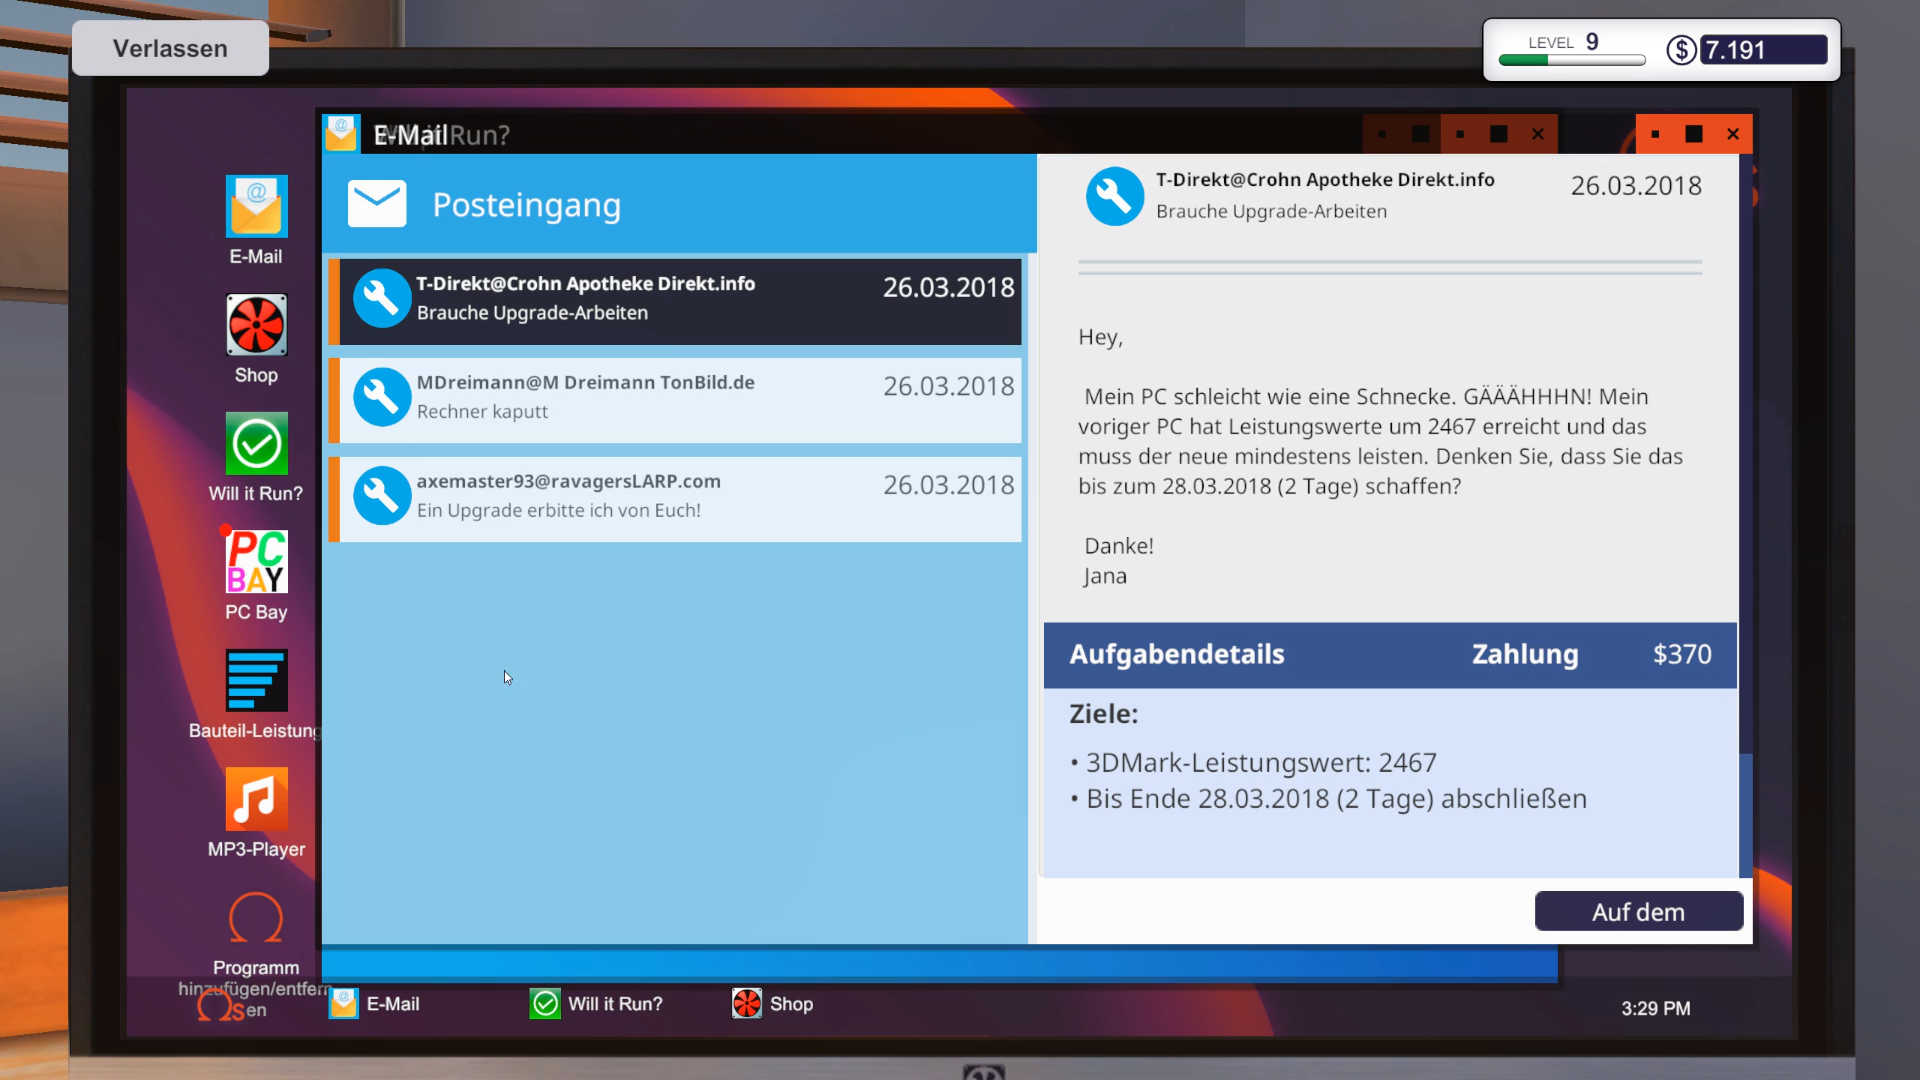 Verlassen
LEVEL 9
$ 7.191
E-Mail
Run?
E-Mail
Shop
Will it Run?
PC
BAY
PC Bay
Bauteil-Leistung
MP3-Player
Programm
hinzufügen/entfern
en
Posteingang
T-Direkt@Crohn Apotheke Direkt.info
26.03.2018
Brauche Upgrade-Arbeiten
MDreimann@M Dreimann TonBild.de
26.03.2018
Rechner kaputt
axemaster93@ravagersLARP.com
26.03.2018
Ein Upgrade erbitte ich von Euch!
T-Direkt@Crohn Apotheke Direkt.info
26.03.2018
Brauche Upgrade-Arbeiten
Hey,
Mein PC schleicht wie eine Schnecke. GÄÄÄHHHN! Mein
voriger PC hat Leistungswerte um 2467 erreicht und das
muss der neue mindestens leisten. Denken Sie, dass Sie das
bis zum 28.03.2018 (2 Tage) schaffen?
Danke!
Jana
Aufgabendetails Zahlung $370
Ziele:
• 3DMark-Leistungswert: 2467
• Bis Ende 28.03.2018 (2 Tage) abschließen
Auf dem
E-Mail
Will it Run?
Shop
3:29 PM